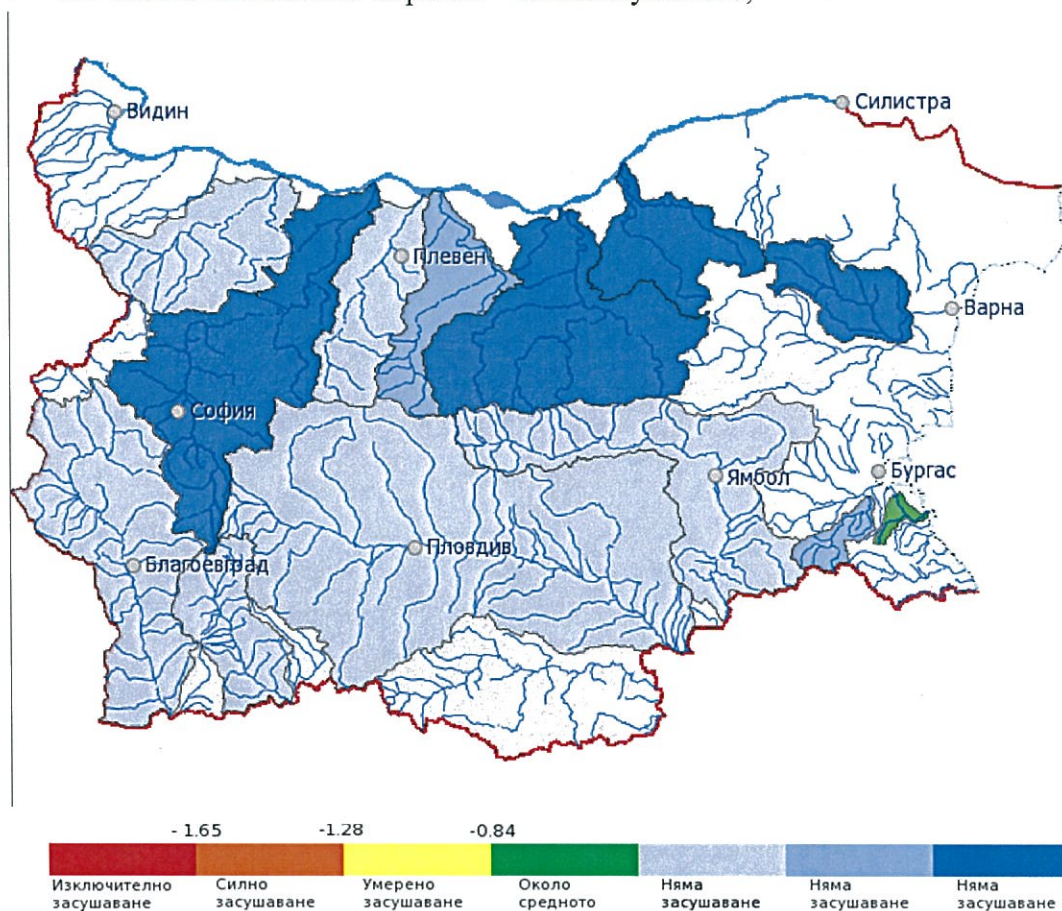 Видин
Силистра
Плевен
Варна
София
Ямбол
Бургас
Пловдив
Благоевград
- 1.65 -1.28 -0.84
Изключително Силно Умерено Около Няма Няма Няма
засушаване засушаване засушаване средното засушаване засушаване засушаване